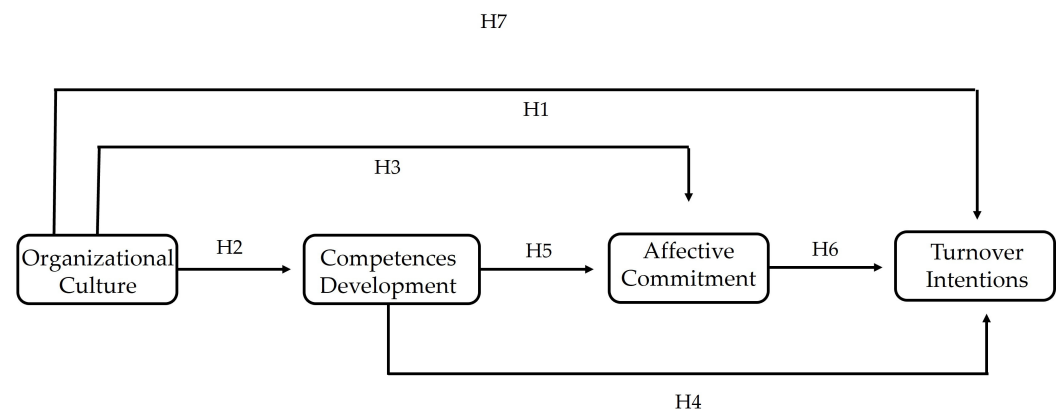 H7
H1
H3
Organizational
Culture
H2
Competences
Development
H5
Affective
Commitment
H6
Turnover
Intentions
H4